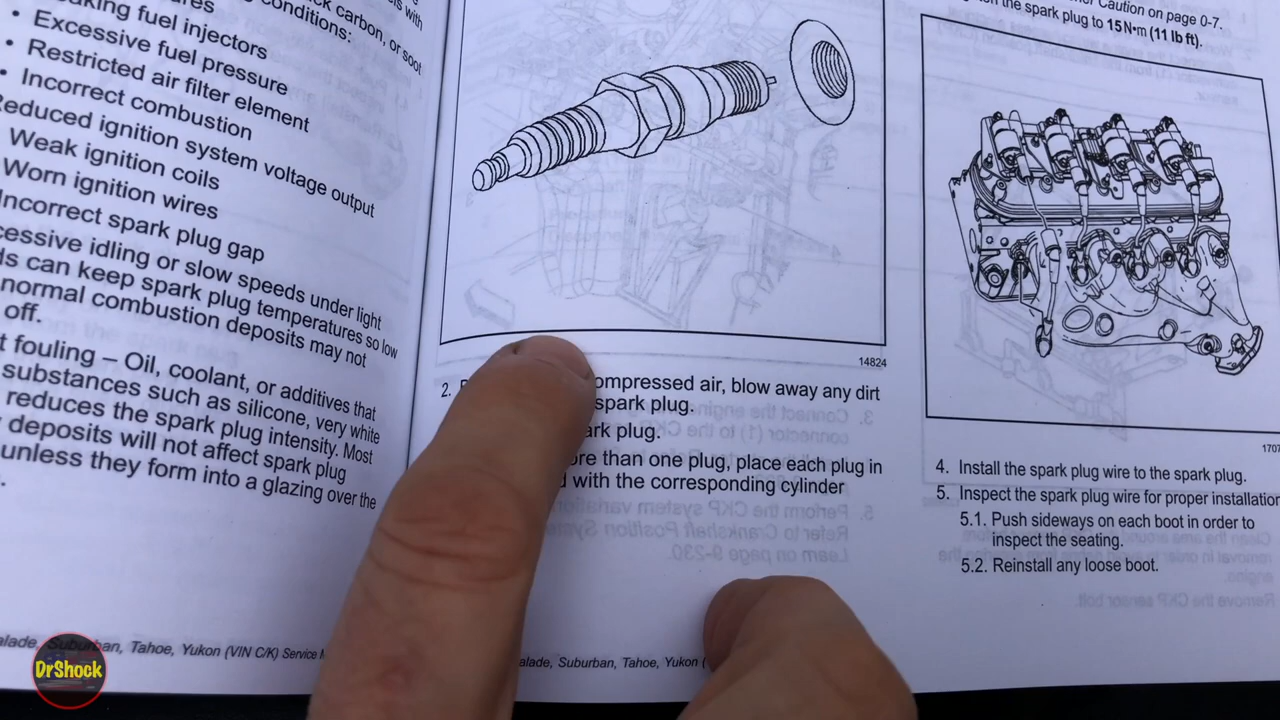 ck carbon, or soot
conditions:
fuel injectors
• Excessive fuel pressure
• Restricted air filter element
• Incorrect combustion
Reduced ignition system voltage output
Weak ignition coils
Worn ignition wires
Incorrect spark plug gap
cessive idling or slow speeds under light
ds can keep spark plug temperatures so low
normal combustion deposits may not
off.
t fouling – Oil, coolant, or additives that
substances such as silicone, very white
reduces the spark plug intensity. Most
deposits will not affect spark plug
unless they form into a glazing over the
alade, Suburban, Tahoe, Yukon (VIN C/K) Service
14824
2.
ompressed air, blow away any dirt
spark plug.
ark plug.
ore than one plug, place each plug in
d with the corresponding cylinder
alade, Suburban, Tahoe, Yukon (
Caution on page 0-7.
the spark plug to 15 N•m (11 lb ft).
1707
4. Install the spark plug wire to the spark plug.
5. Inspect the spark plug wire for proper installation
5.1. Push sideways on each boot in order to
inspect the seating.
5.2. Reinstall any loose boot.
DrShock